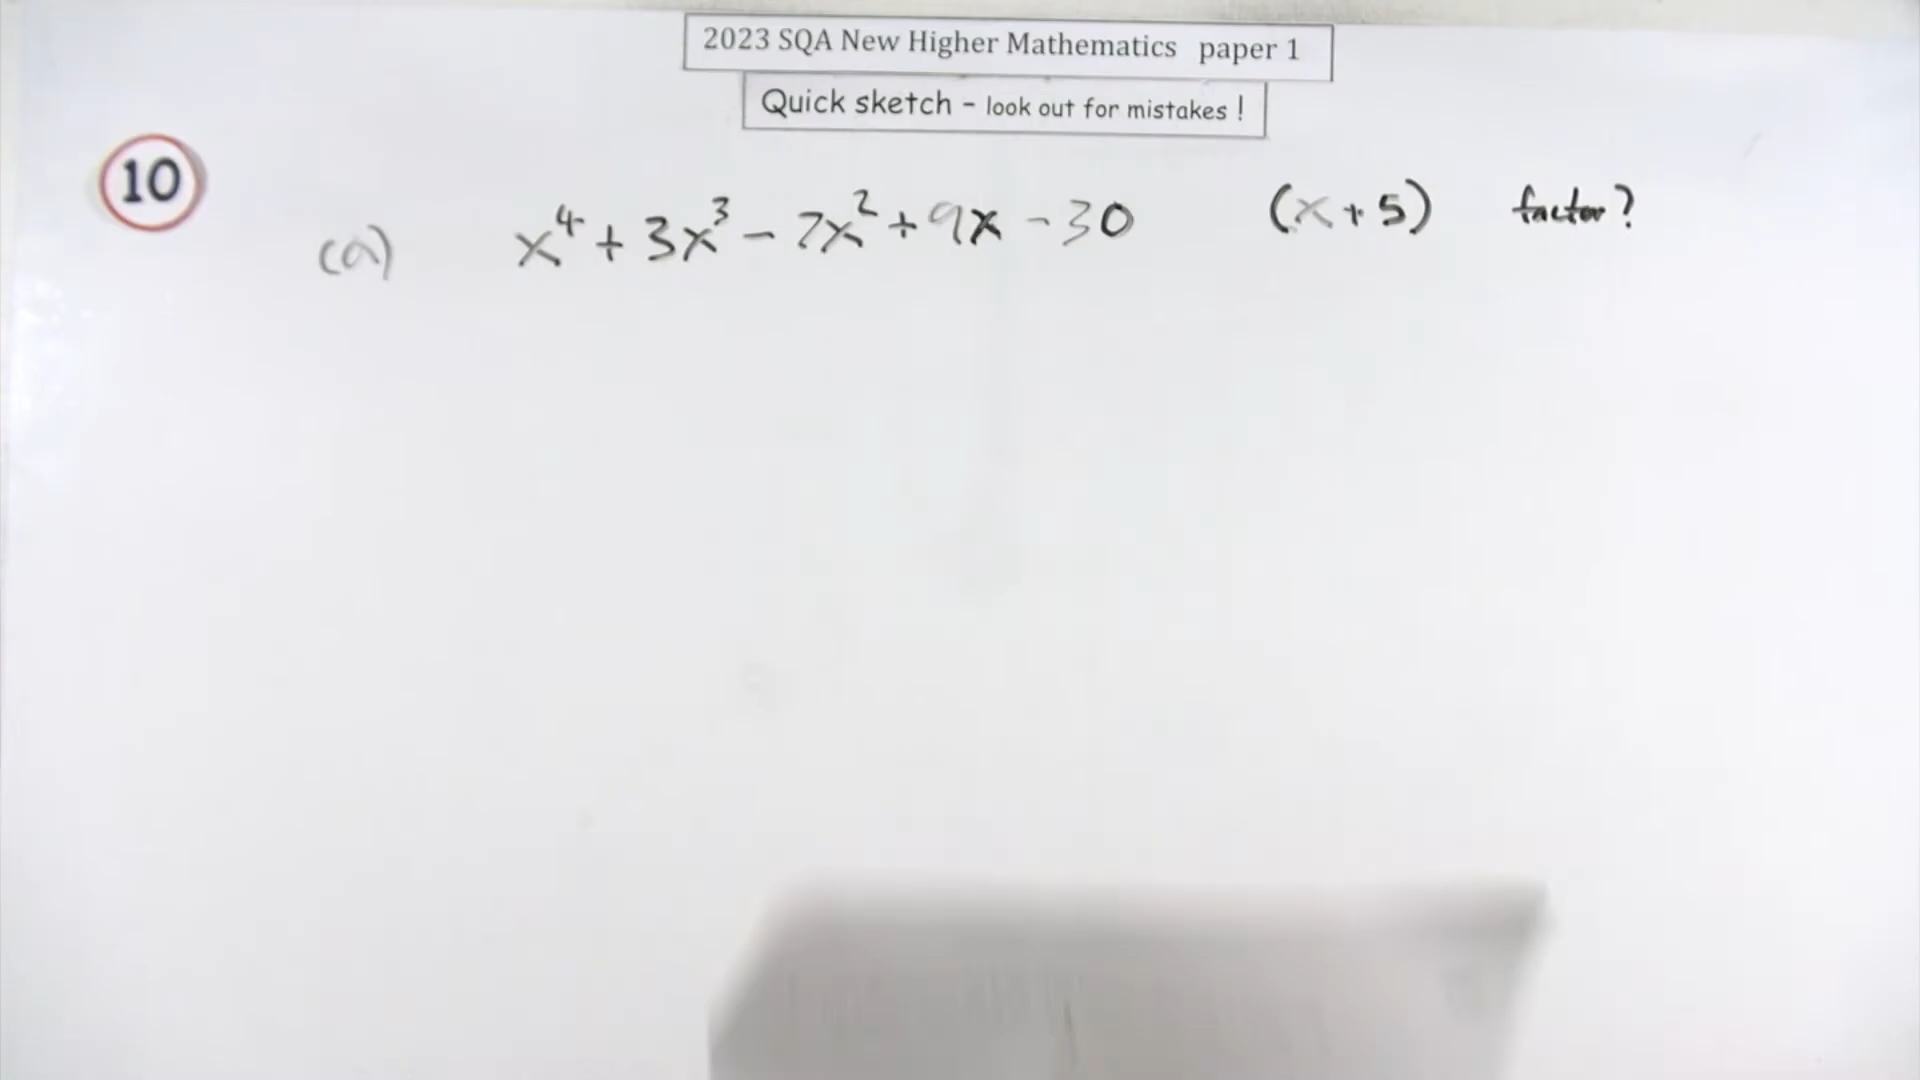 2023 SQA New Higher Mathematics paper 1
Quick sketch - look out for mistakes !
10
(a) x⁴ + 3x³ - 7x² + 9x - 30 (x + 5) factor?